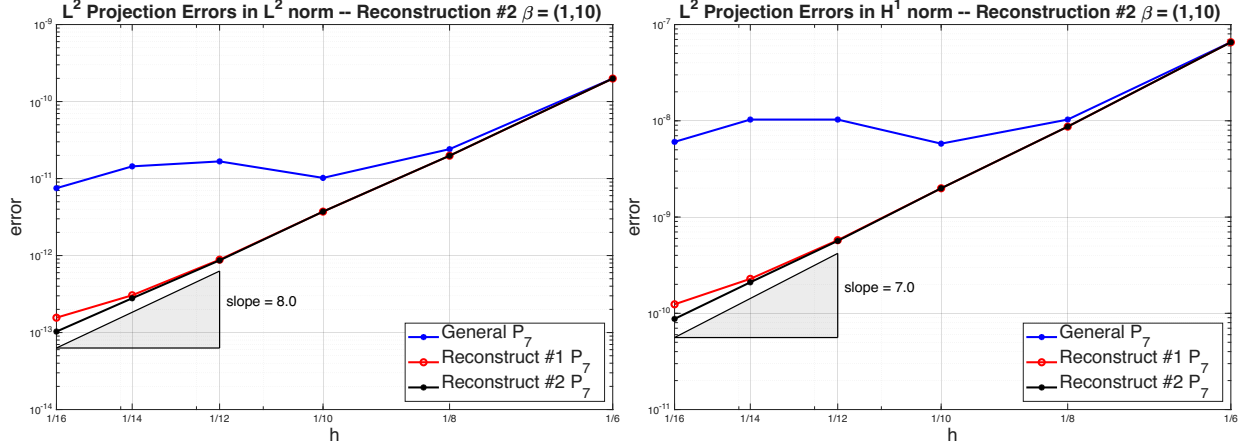 L² Projection Errors in L² norm -- Reconstruction #2 β = (1,10)
10⁻⁹
10⁻¹⁰
10⁻¹¹
10⁻¹²
10⁻¹³
10⁻¹⁴
error
slope = 8.0
General P₇
Reconstruct #1 P₇
Reconstruct #2 P₇
1/16
1/14
1/12
1/10
1/8
1/6
h
L² Projection Errors in H¹ norm -- Reconstruction #2 β = (1,10)
10⁻⁷
10⁻⁸
10⁻⁹
10⁻¹⁰
10⁻¹¹
error
slope = 7.0
General P₇
Reconstruct #1 P₇
Reconstruct #2 P₇
1/16
1/14
1/12
1/10
1/8
1/6
h